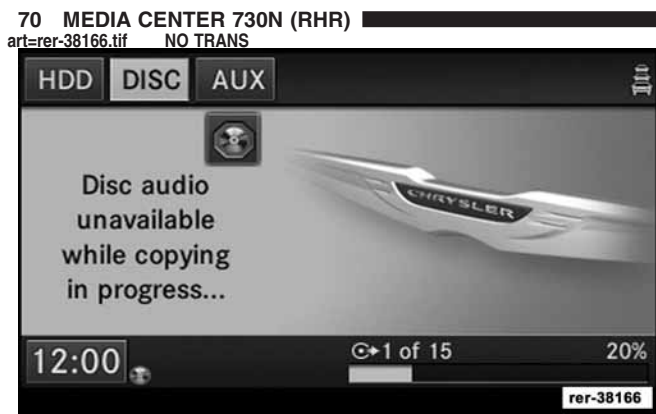 70 MEDIA CENTER 730N (RHR)
art=rer-38166.tif NO TRANS
HDD DISC AUX
Disc audio
unavailable
while copying
in progress...
CHRYSLER
12:00 1 of 15 20%
rer-38166